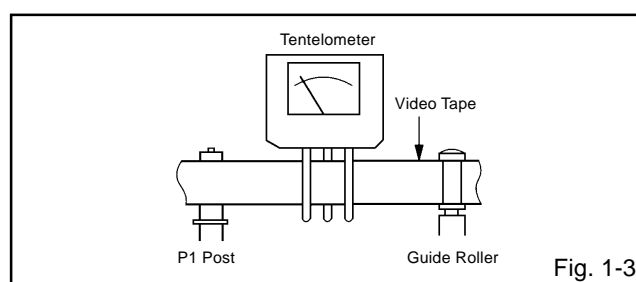 Tentelometer
Video Tape
P1 Post
Guide Roller
Fig. 1-3